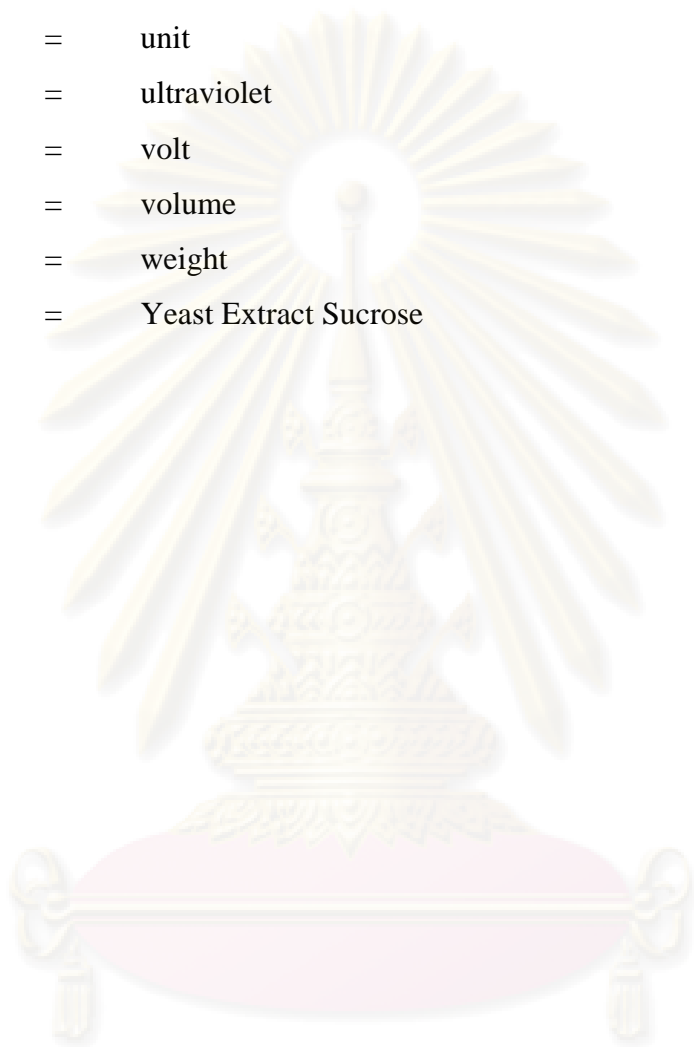 = unit
= ultraviolet
= volt
= volume
= weight
= Yeast Extract Sucrose